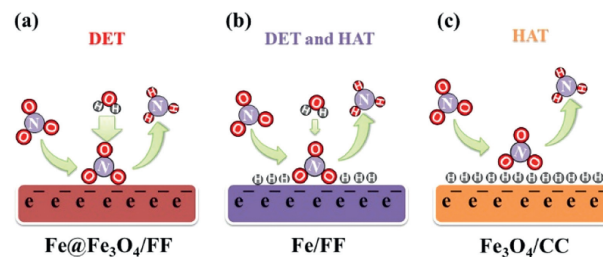 (a) (b) (c)
DET DET and HAT HAT
O N O O
H O H
H N H H
O N O O
H O H
H N H H
O N O O
H N H H
O N O O
O N O O
H H H H H H
O N O O
H H H H H H H H H H H
e⁻ e⁻ e⁻ e⁻ e⁻ e⁻ e⁻
e⁻ e⁻ e⁻ e⁻ e⁻ e⁻ e⁻
e⁻ e⁻ e⁻ e⁻ e⁻ e⁻ e⁻
Fe@Fe₃O₄/FF Fe/FF Fe₃O₄/CC